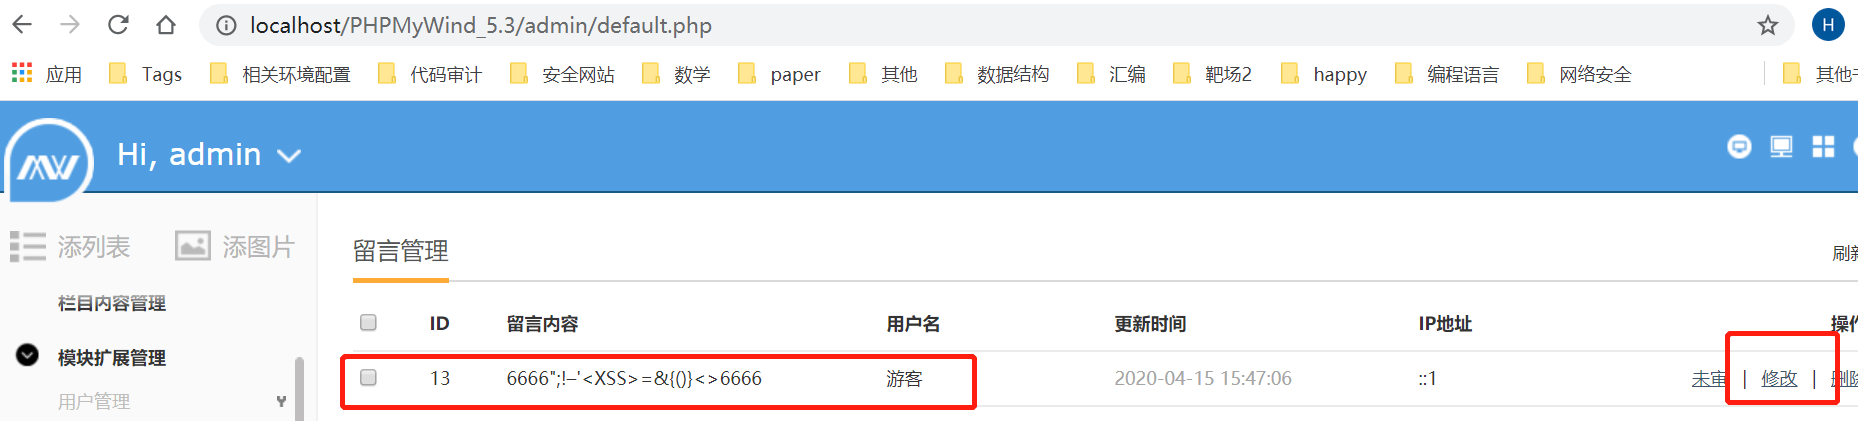 localhost/PHPMyWind_5.3/admin/default.php
H
应用 Tags 相关环境配置 代码审计 安全网站 数学 paper 其他 数据结构 汇编 靶场2 happy 编程语言 网络安全 其他
MW Hi, admin
添列表 添图片
留言管理
刷新
栏目内容管理
ID 留言内容 用户名 更新时间 IP地址 操作
模块扩展管理
13 6666";!–'<XSS>=&{()}<>6666 游客 2020-04-15 15:47:06 ::1 未审 | 修改 | 删除
用户管理